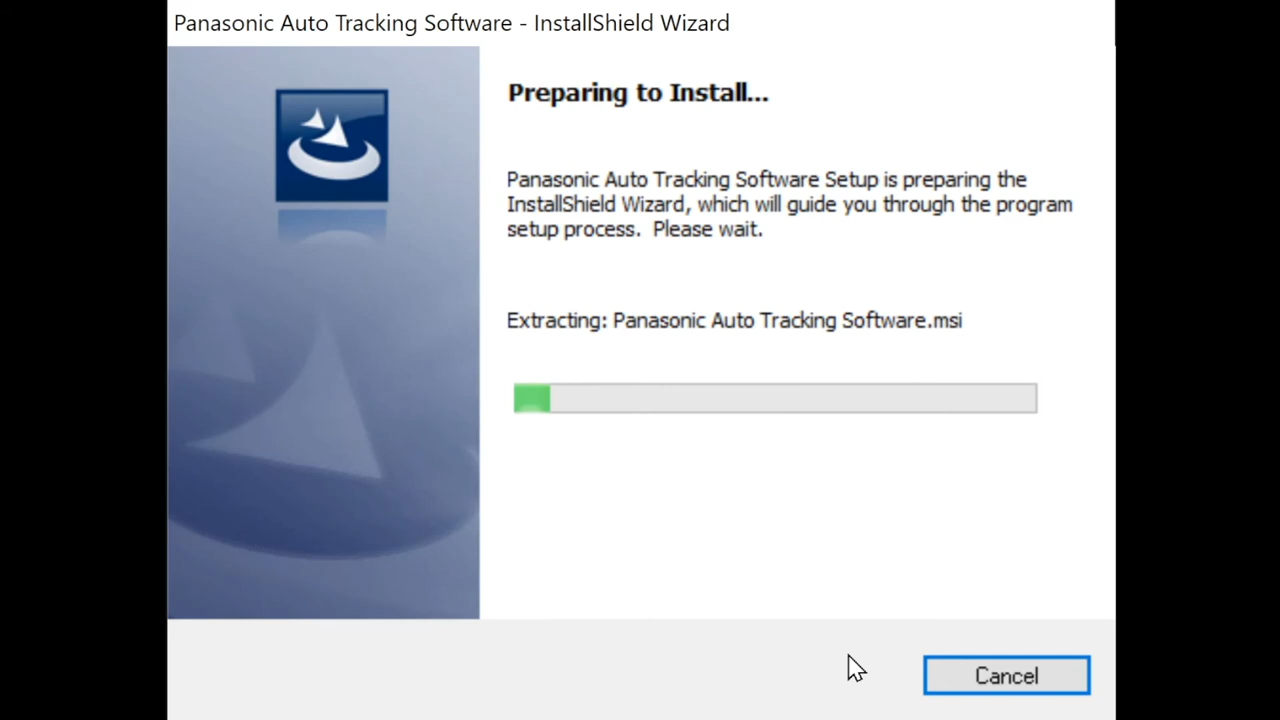 Panasonic Auto Tracking Software - InstallShield Wizard
Preparing to Install...
Panasonic Auto Tracking Software Setup is preparing the
InstallShield Wizard, which will guide you through the program
setup process.  Please wait.
Extracting: Panasonic Auto Tracking Software.msi
Cancel